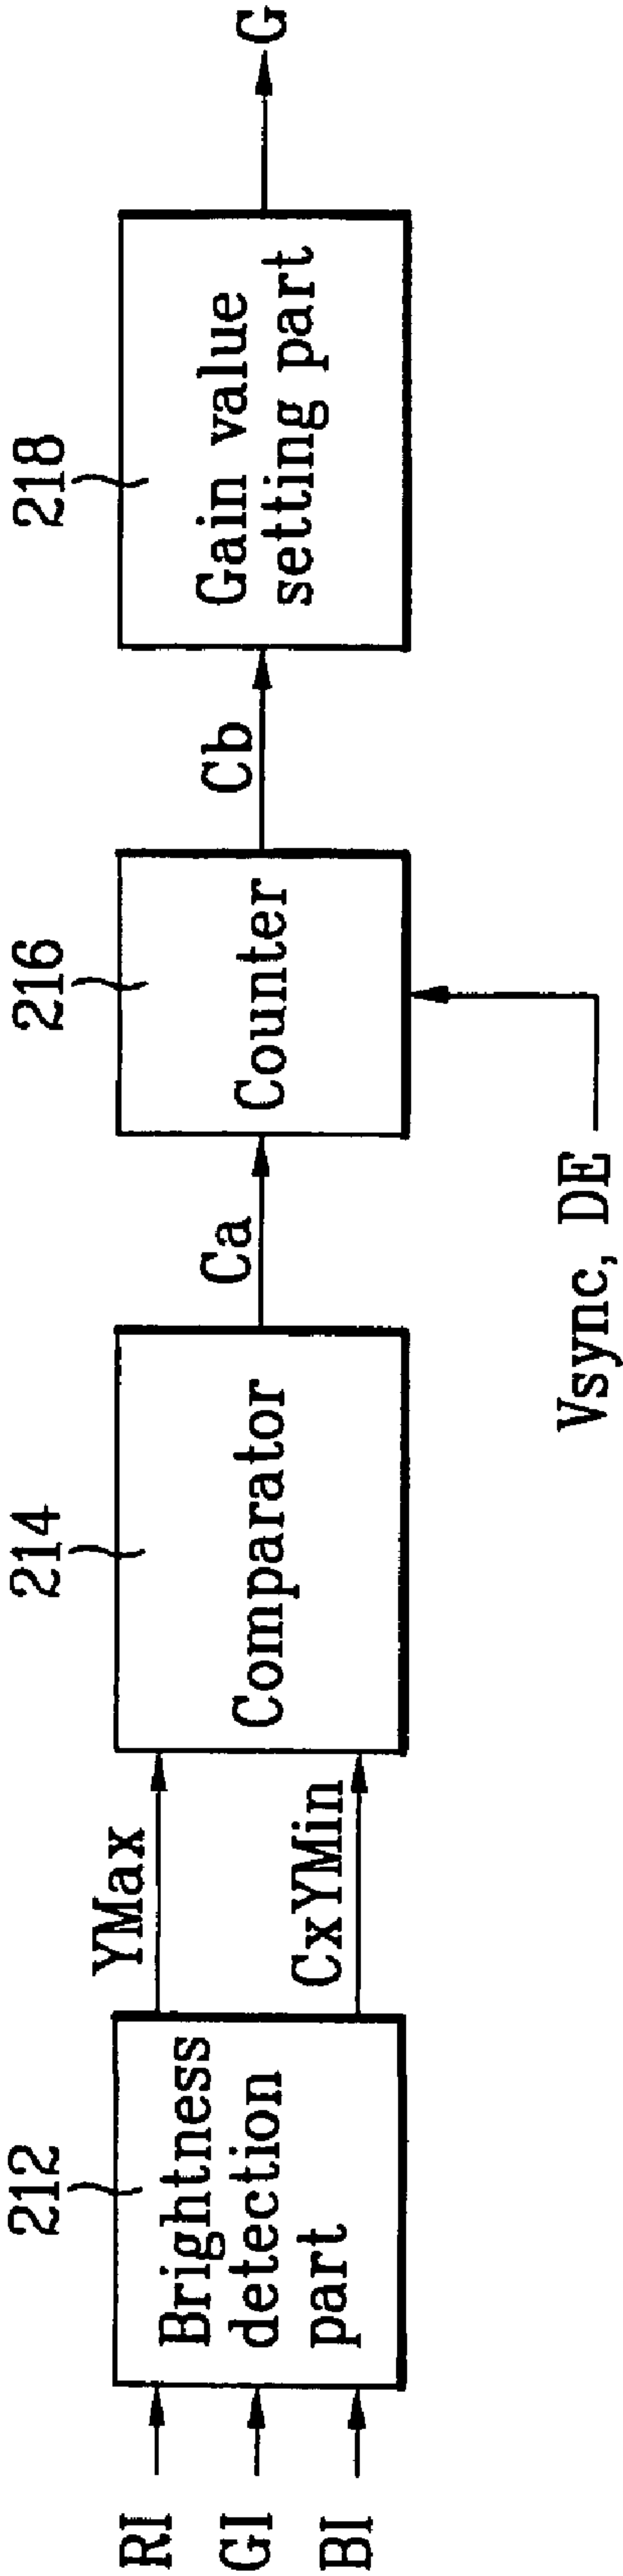 RI
GI
BI
212
Brightness
detection
part
YMax
CxYMin
214
Comparator
Ca
216
Counter
Vsync, DE
Cb
218
Gain value
setting part
G